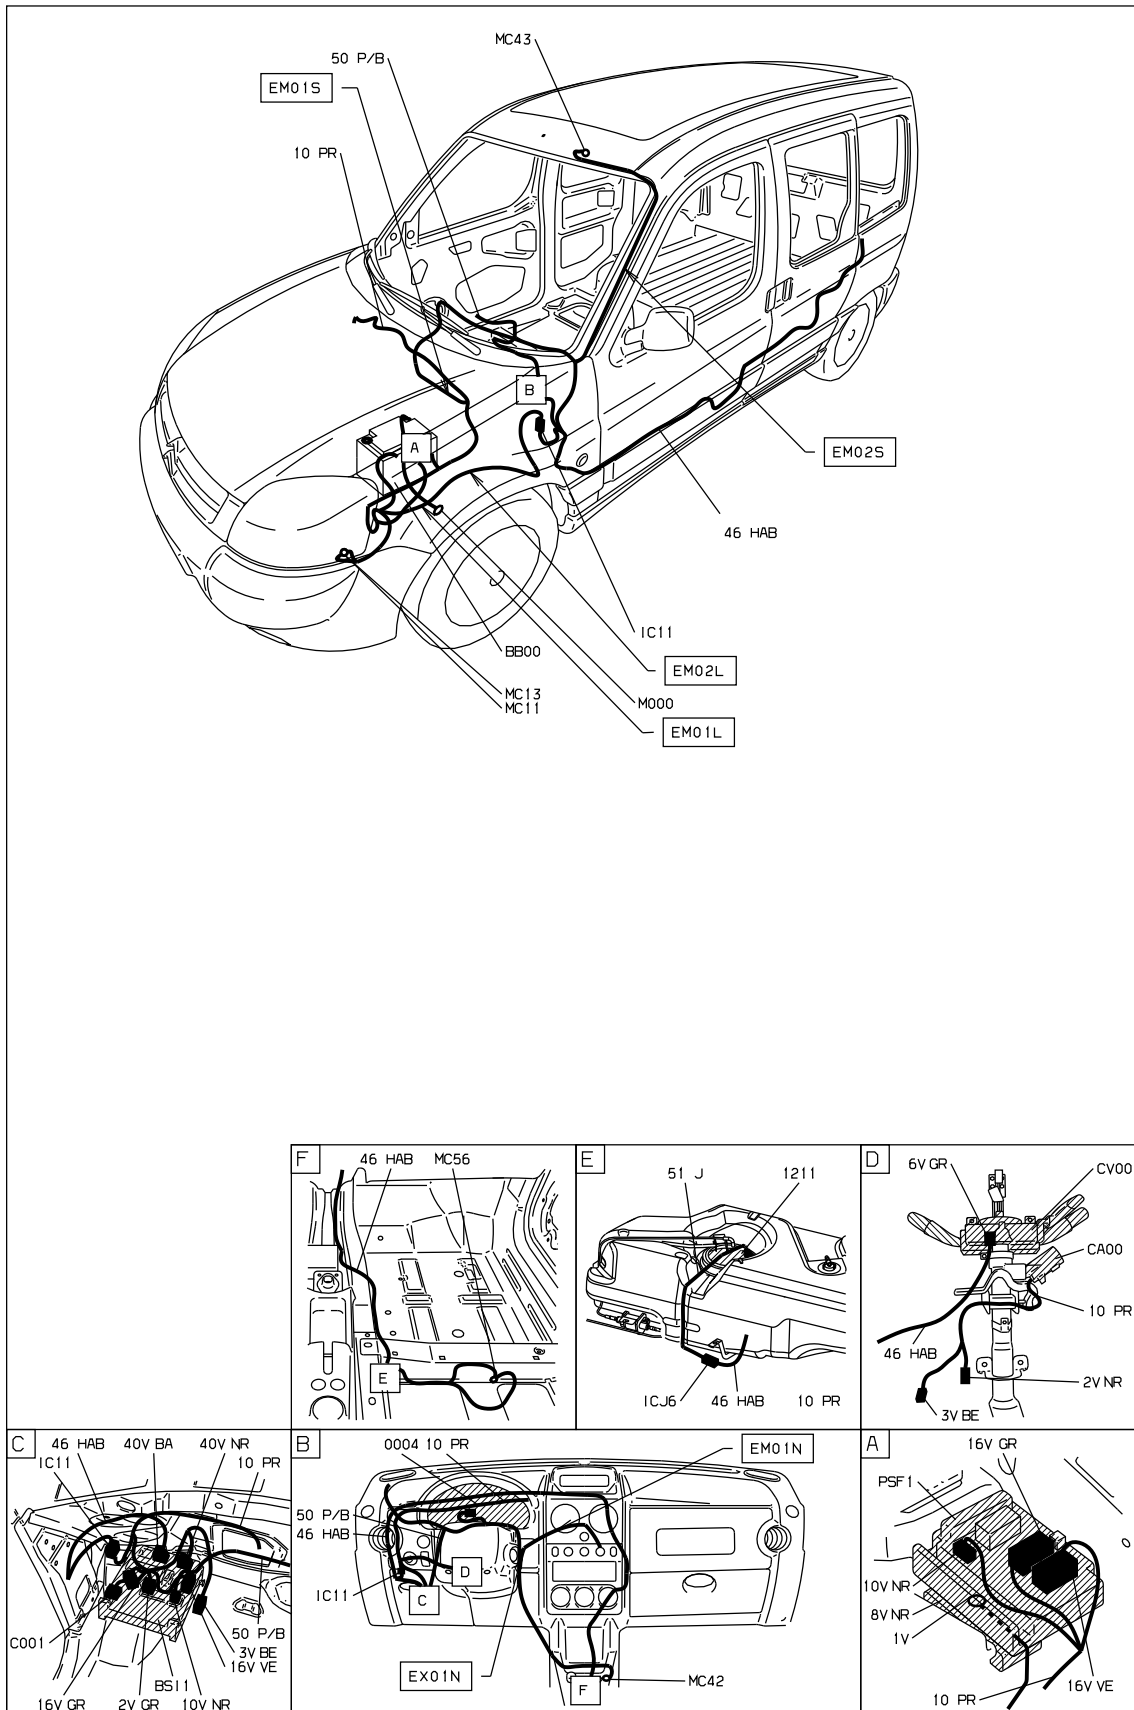 MC43
50 P/B
EM01S
10 PR
A
B
EM02S
46 HAB
IC11
BB00
EM02L
MC13
M000
MC11
EM01L
F
46 HAB
MC56
E
E
51 J
1211
ICJ6
46 HAB
10 PR
D
6V GR
CV00
CA00
10 PR
46 HAB
2V NR
3V BE
C
46 HAB
40V BA
40V NR
IC11
10 PR
C001
50 P/B
3V BE
16V VE
BSI1
16V GR
2V GR
10V NR
B
0004
10 PR
EM01N
50 P/B
46 HAB
D
IC11
C
EX01N
F
MC42
A
16V GR
PSF1
10V NR
8V NR
1V
16V VE
10 PR